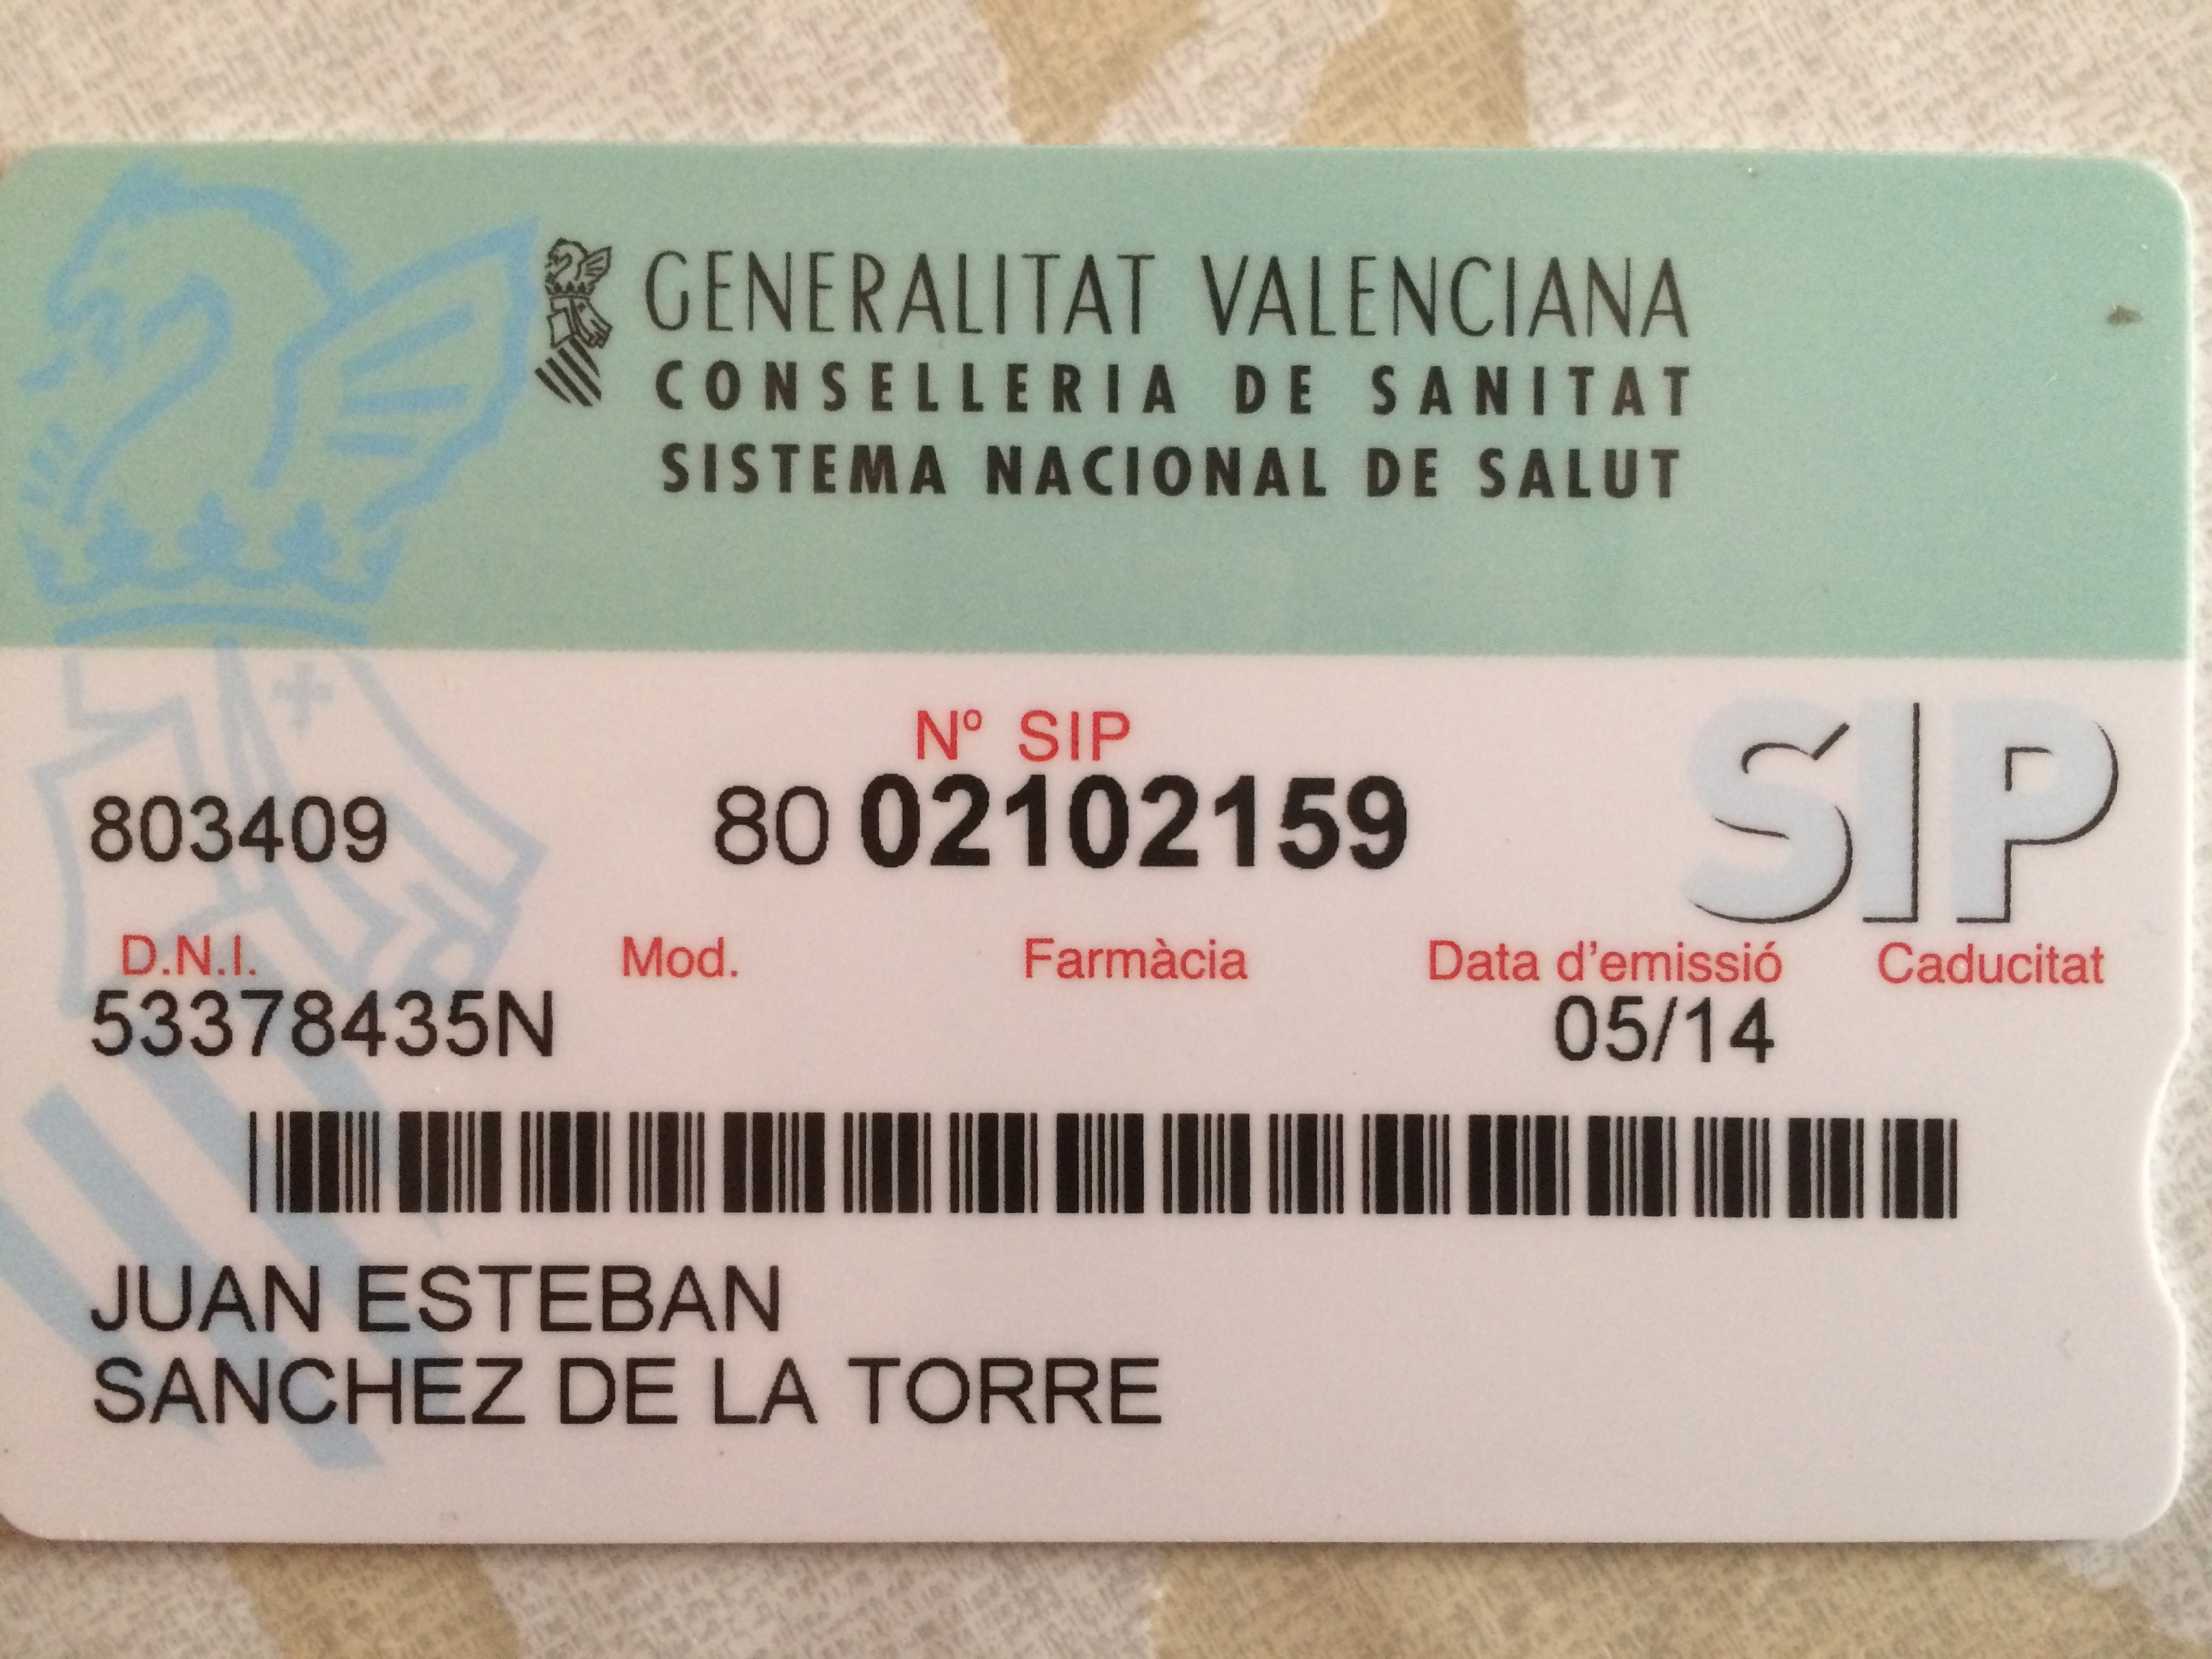 GENERALITAT VALENCIANA
CONSELLERIA DE SANITAT
SISTEMA NACIONAL DE SALUT
Nº SIP
SIP
803409 80 02102159
D.N.I. Mod. Farmàcia Data d'emissió Caducitat
53378435N 05/14
JUAN ESTEBAN
SANCHEZ DE LA TORRE